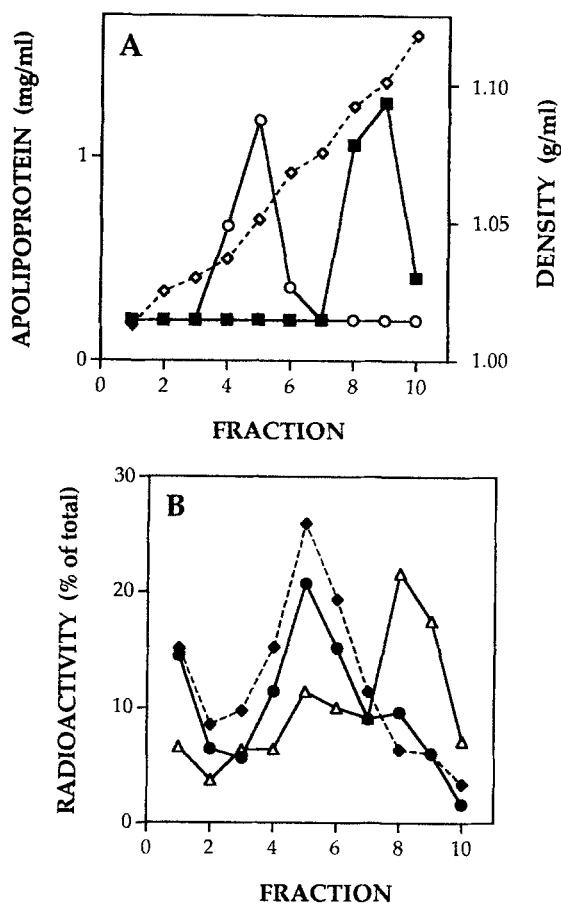 A
APOLIPOPROTEIN (mg/ml)
DENSITY (g/ml)
1
0
1.10
1.05
1.00
0 2 4 6 8 10
FRACTION
B
RADIOACTIVITY (% of total)
30
20
10
0
0 2 4 6 8 10
FRACTION